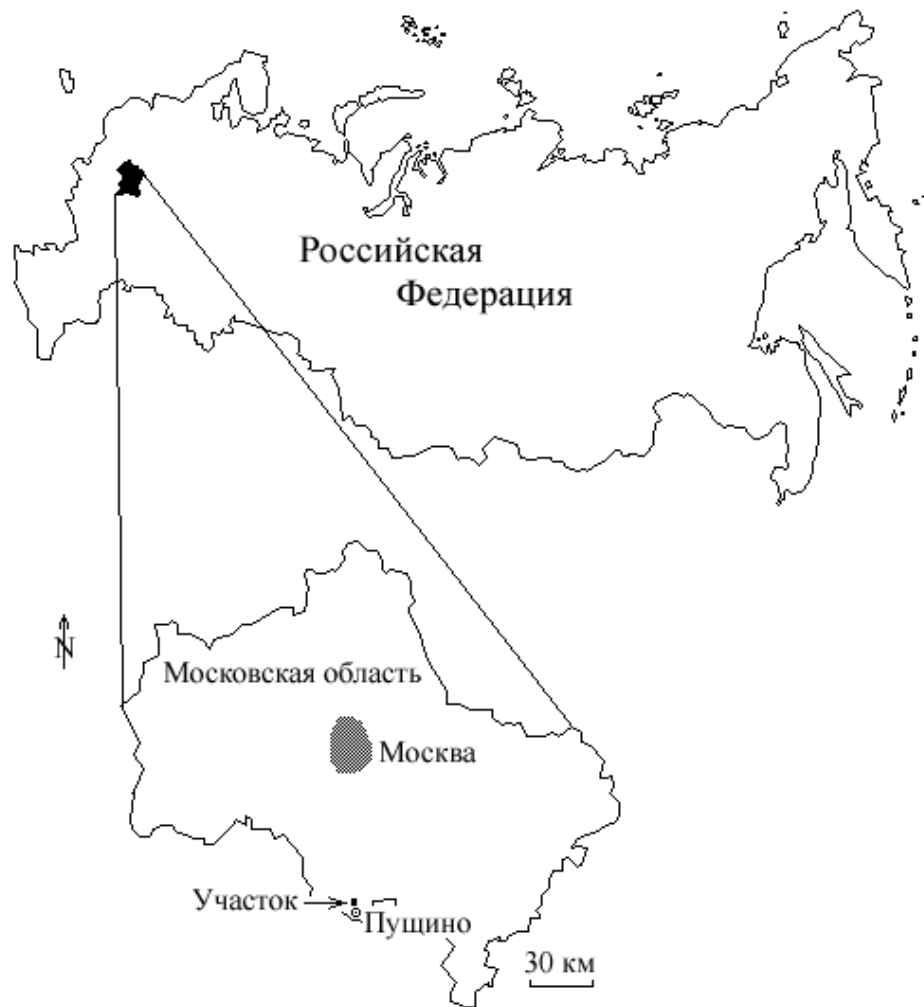 Российская
Федерация
N
Московская область
Москва
Участок
Пущино
30 км